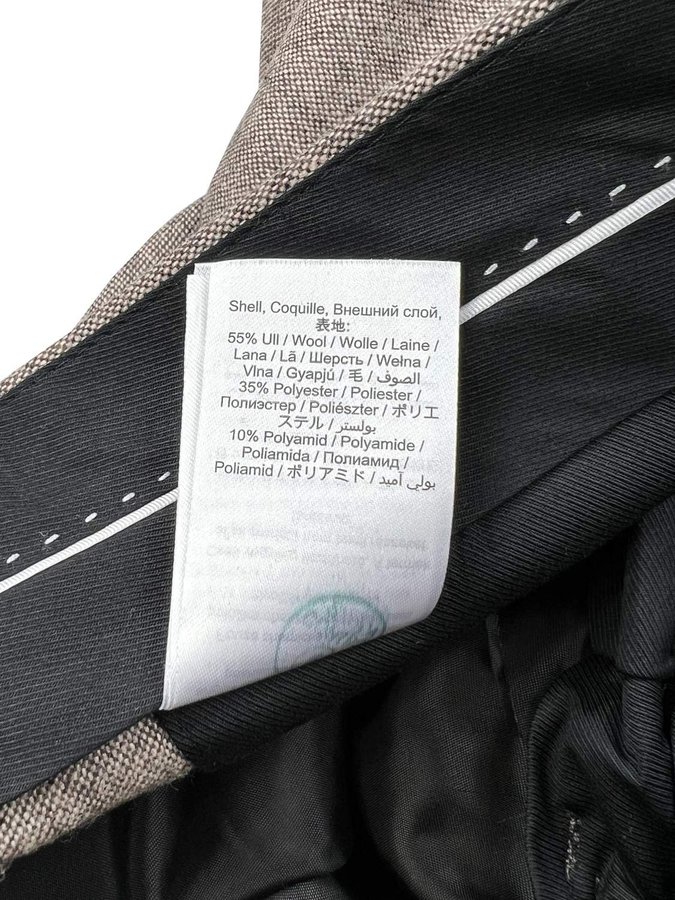 Shell, Coquille, Внешний слой,
表地:
55% Ull / Wool / Wolle / Laine /
Lana / Lã / Шерсть / Wełna /
Vlna / Gyapjú / 毛 / الصوف /
35% Polyester / Poliester /
Полиэстер / Poliészter / ポリエ
ステル / بولستر /
10% Polyamid / Polyamide /
Poliamida / Полиамид /
Poliamid / ポリアミド / بولي آميد